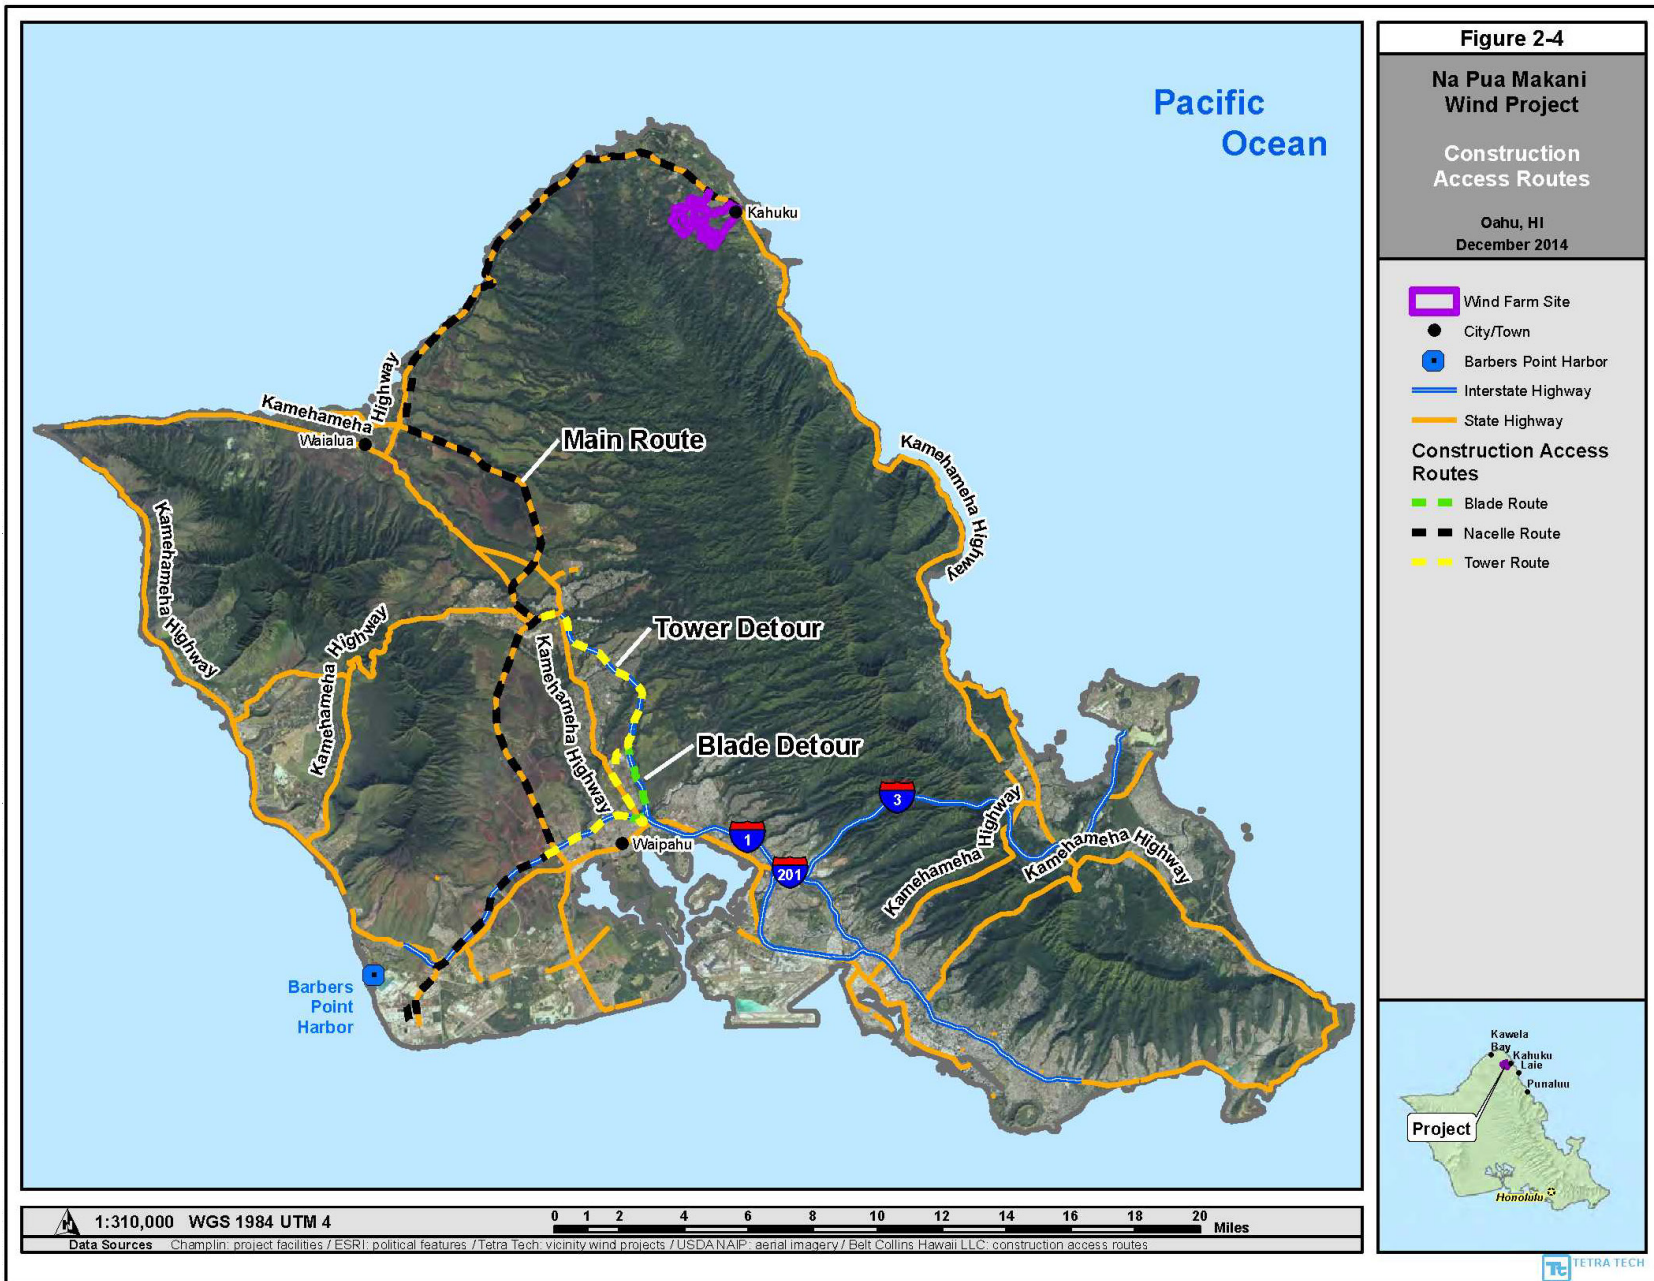 Figure 2-4
Na Pua Makani
Wind Project
Construction
Access Routes
Oahu, HI
December 2014
Wind Farm Site
City/Town
Barbers Point Harbor
Interstate Highway
State Highway
Construction Access
Routes
Blade Route
Nacelle Route
Tower Route
Pacific
Ocean
Kahuku
Kamehameha Highway
Waialua
Main Route
Kamehameha Highway
Kamehameha Highway
Kamehameha Highway
Kamehameha Highway
Tower Detour
Kamehameha Highway
Blade Detour
3
1
201
Waipahu
Kamehameha Highway
Kamehameha Highway
Barbers
Point
Harbor
Kawela
Bay
Kahuku
Laie
Punaluu
Project
Honolulu
N
1:310,000 WGS 1984 UTM 4
0 1 2 4 6 8 10 12 14 16 18 20
Miles
Data Sources Champlin: project facilities / ESRI: political features / Tetra Tech: vicinity wind projects / USDA NAIP: aerial imagery / Belt Collins Hawaii LLC: construction access routes
Tt TETRA TECH